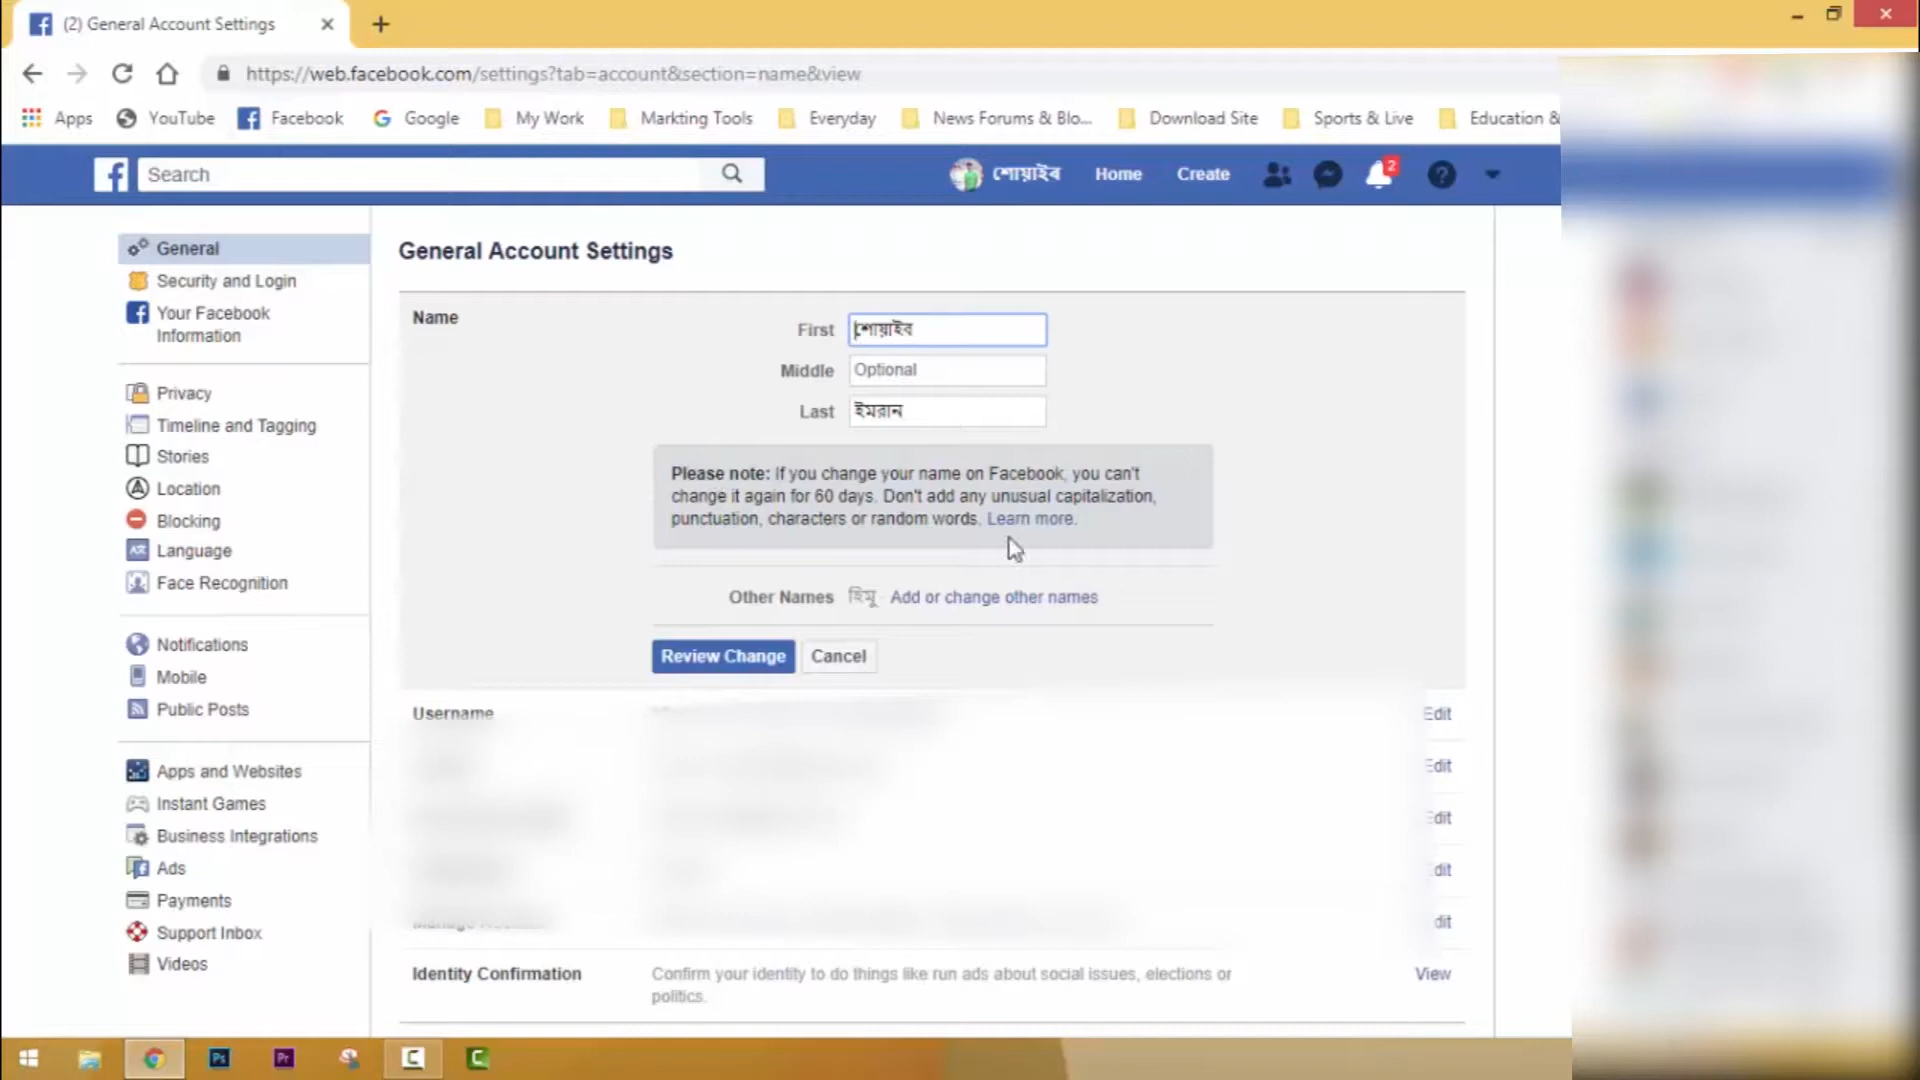 (2) General Account Settings
https://web.facebook.com/settings?tab=account&section=name&view
Apps YouTube Facebook Google My Work Markting Tools Everyday News Forums & Blo... Download Site Sports & Live Education &
Search শোয়াইব Home Create 2
General
Security and Login
Your Facebook
Information
Privacy
Timeline and Tagging
Stories
Location
Blocking
Language
Face Recognition
Notifications
Mobile
Public Posts
Apps and Websites
Instant Games
Business Integrations
Ads
Payments
Support Inbox
Videos
General Account Settings
Name
First শোয়াইব
Middle Optional
Last ইমরান
Please note: If you change your name on Facebook, you can't
change it again for 60 days. Don't add any unusual capitalization,
punctuation, characters or random words. Learn more.
Other Names হিমু · Add or change other names
Review Change Cancel
Username Edit
Edit
Edit
Edit
Edit
Identity Confirmation Confirm your identity to do things like run ads about social issues, elections or
politics. View
Ps Pr C C